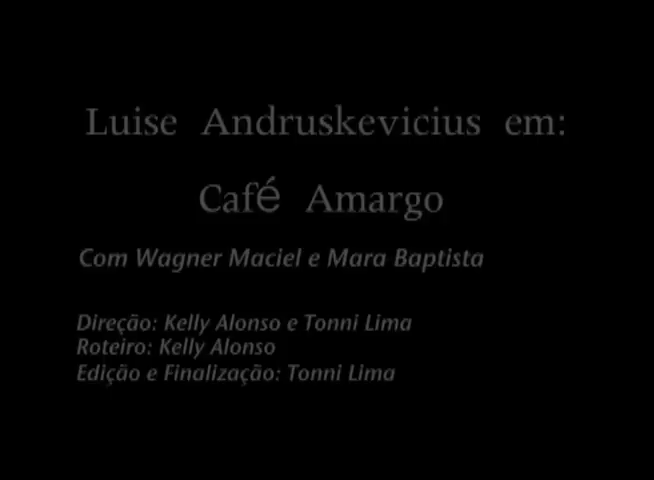 Luise Andruskevicius em:
Café Amargo
Com Wagner Maciel e Mara Baptista
Direção: Kelly Alonso e Tonni Lima
Roteiro: Kelly Alonso
Edição e Finalização: Tonni Lima